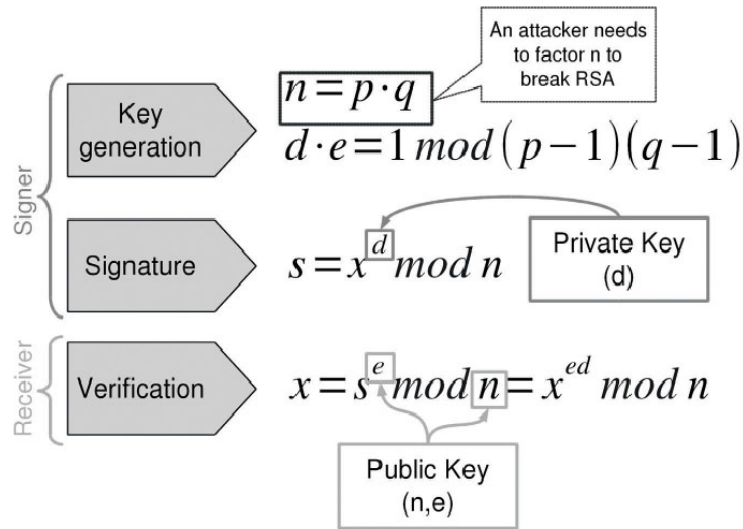 An attacker needs
to factor n to
break RSA
Signer
Key
generation
n = p · q
d · e = 1 mod (p − 1)(q − 1)
Signature
s = x^d mod n
Private Key
(d)
Receiver
Verification
x = s^e mod n = x^{ed} mod n
Public Key
(n,e)